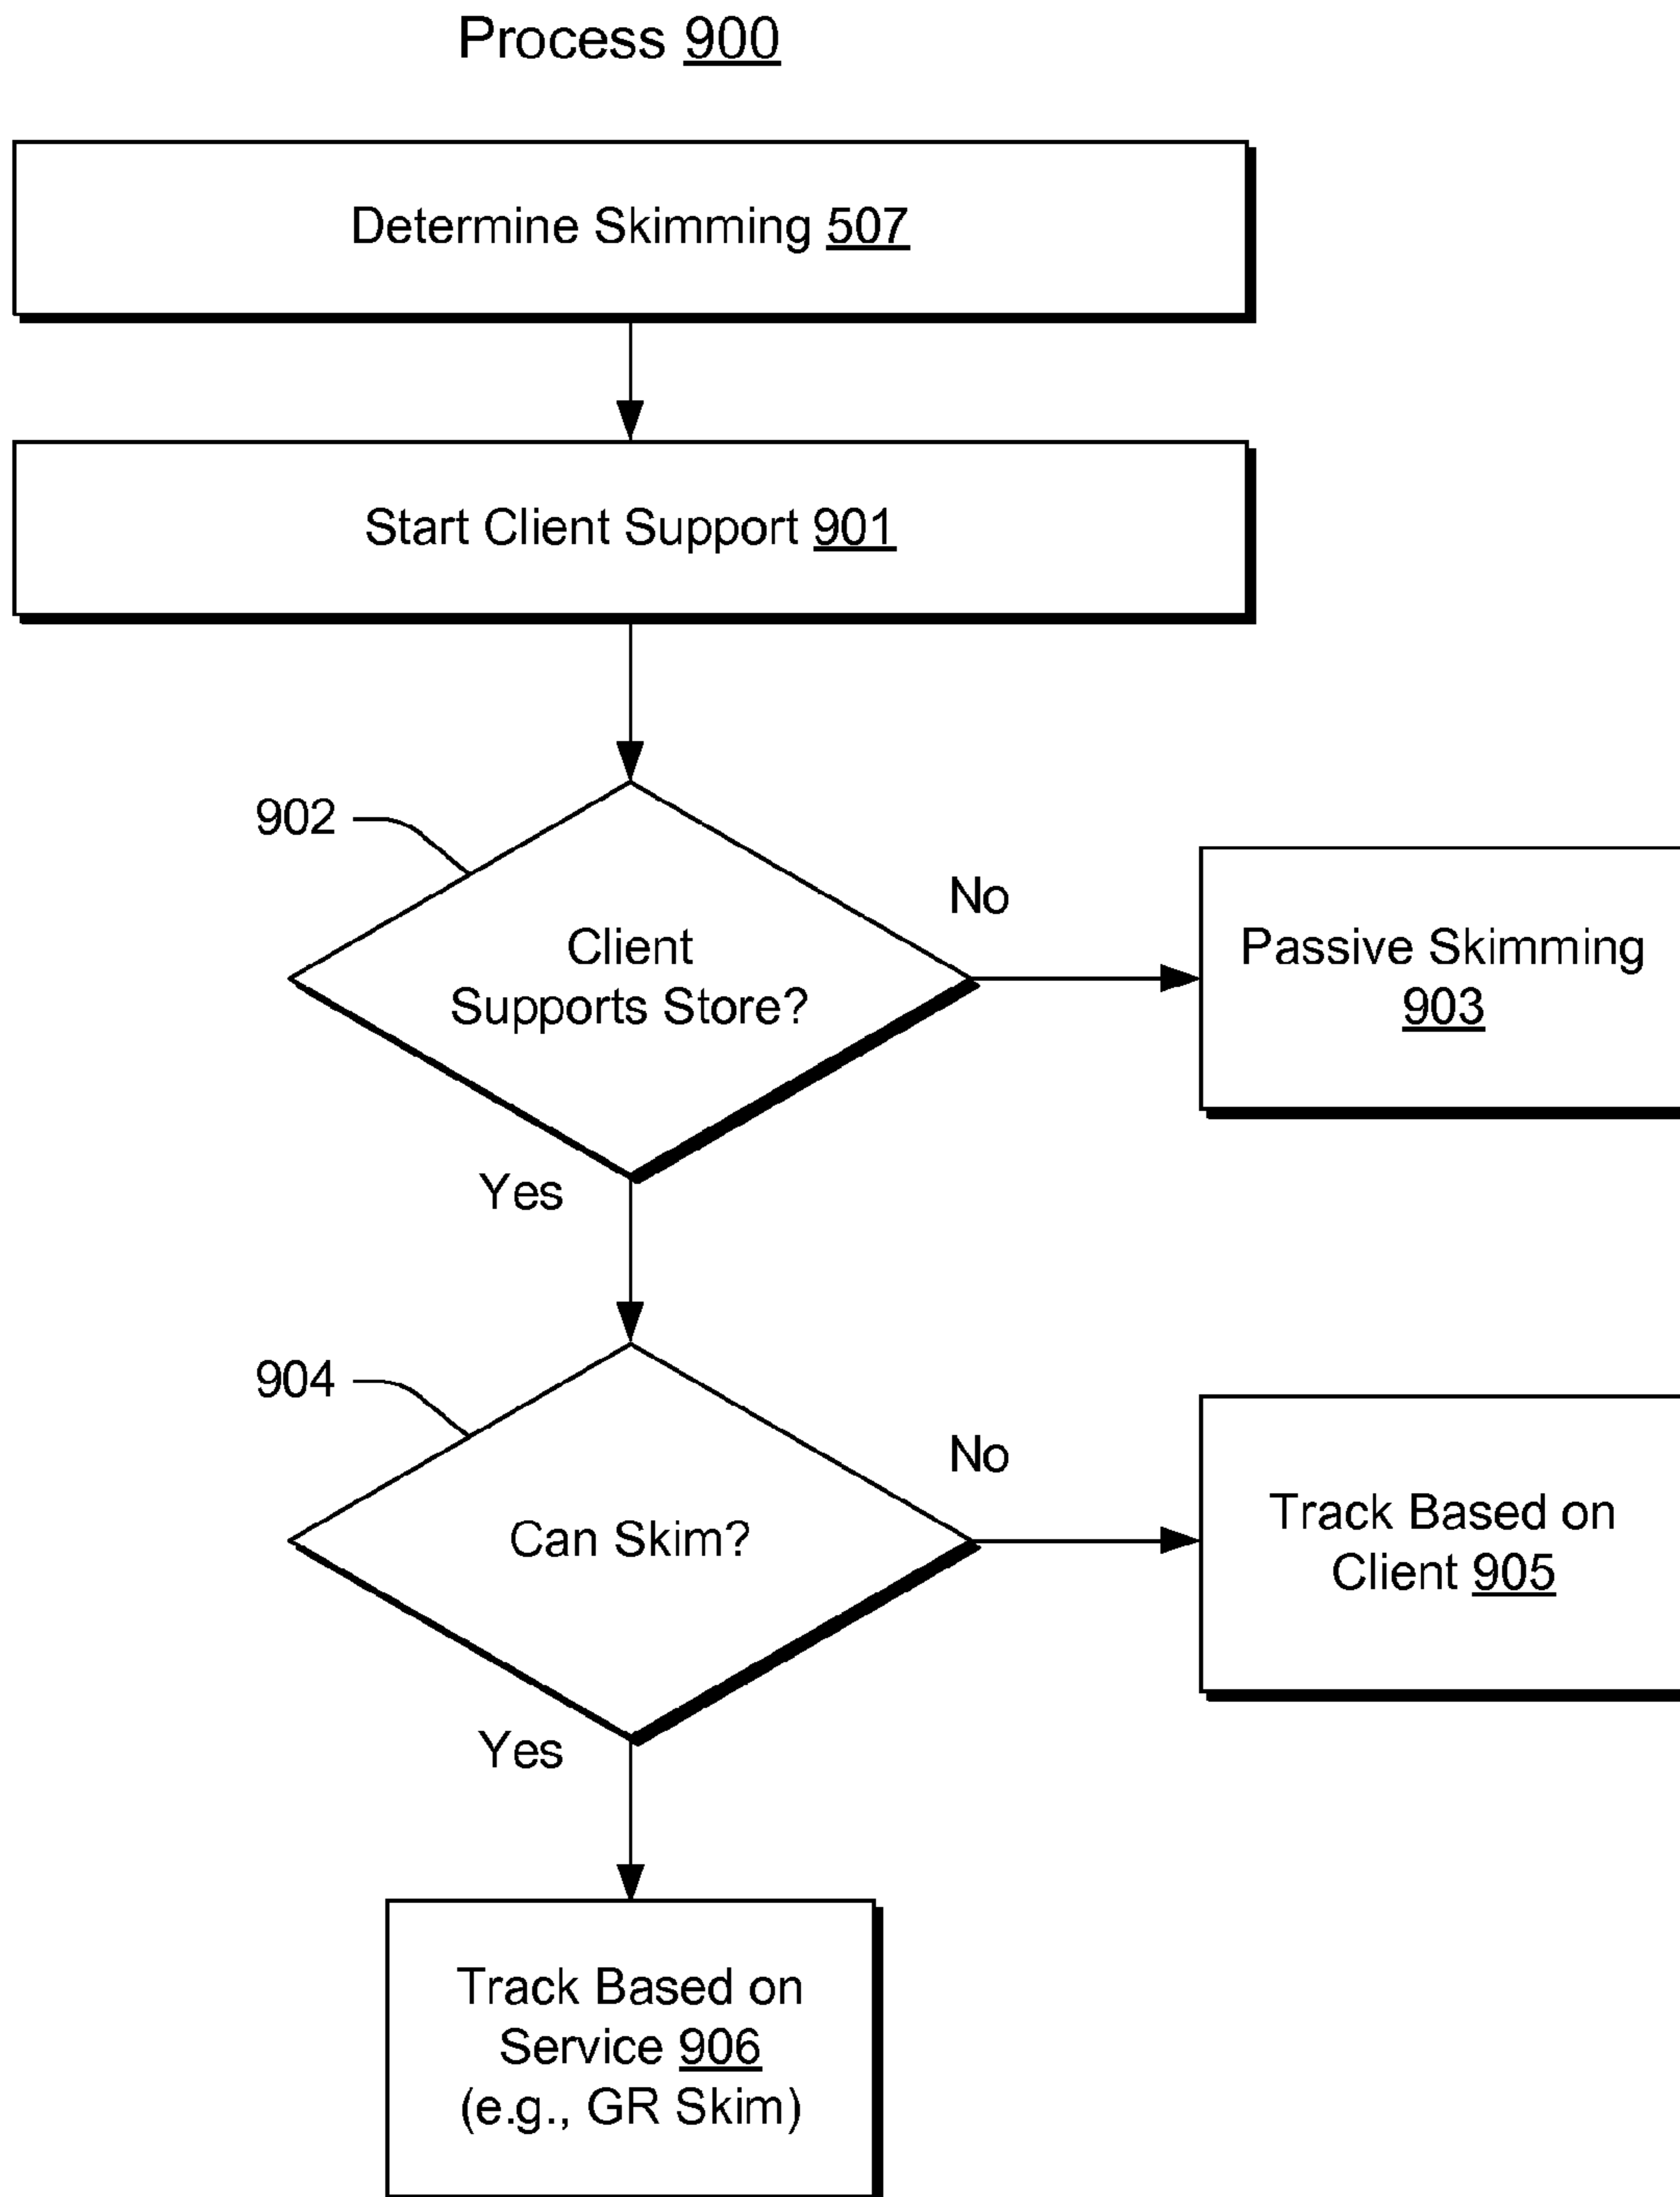 Process 900
Determine Skimming 507
Start Client Support 901
902
Client
Supports Store?
No
Passive Skimming
903
Yes
904
Can Skim?
No
Track Based on
Client 905
Yes
Track Based on
Service 906
(e.g., GR Skim)